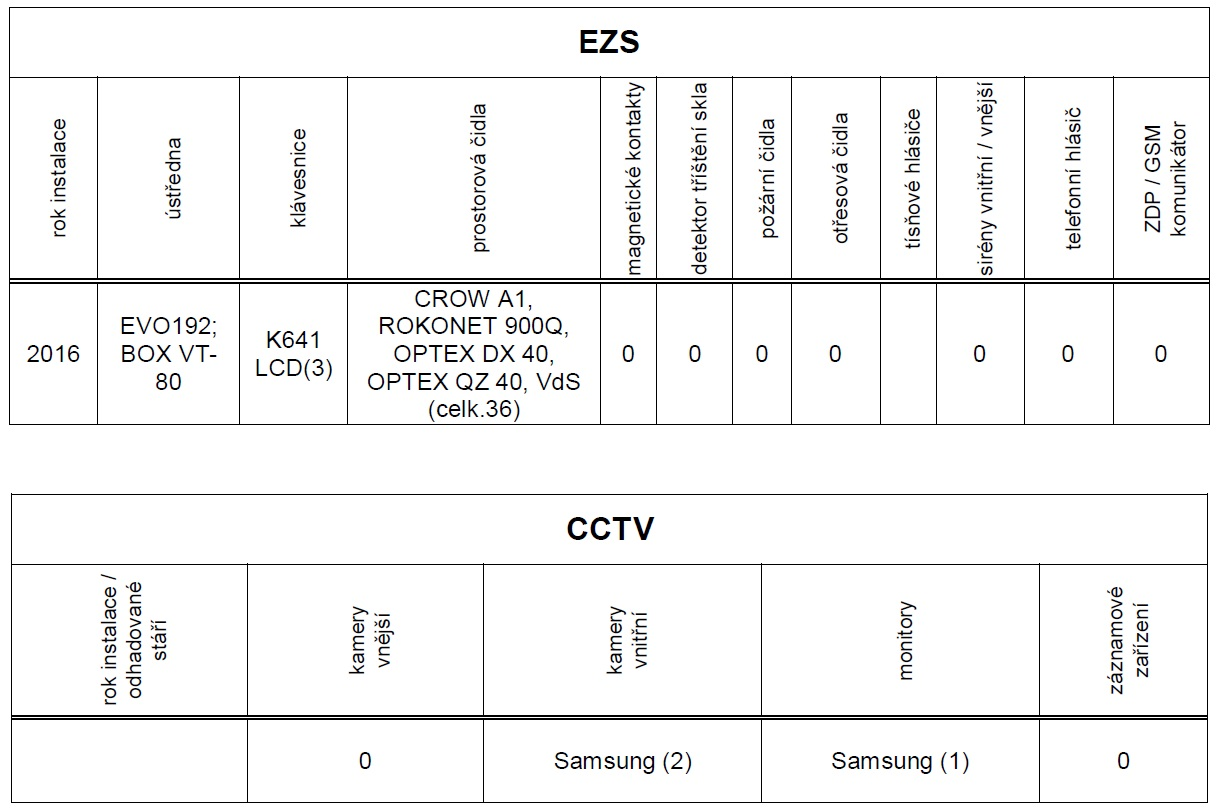 EZS
rok instalace
ústředna
klávesnice
prostorová čidla
magnetické kontakty
detektor tříštění skla
požární čidla
otřesová čidla
tísňové hlásiče
sirény vnitřní / vnější
telefonní hlásič
ZDP / GSM
komunikátor
2016
EVO192;
BOX VT-
80
K641
LCD(3)
CROW A1,
ROKONET 900Q,
OPTEX DX 40,
OPTEX QZ 40, VdS
(celk.36)
0
0
0
0
0
0
0
CCTV
rok instalace /
odhadované
stáří
kamery
vnější
kamery
vnitřní
monitory
záznamové
zařízení
0
Samsung (2)
Samsung (1)
0